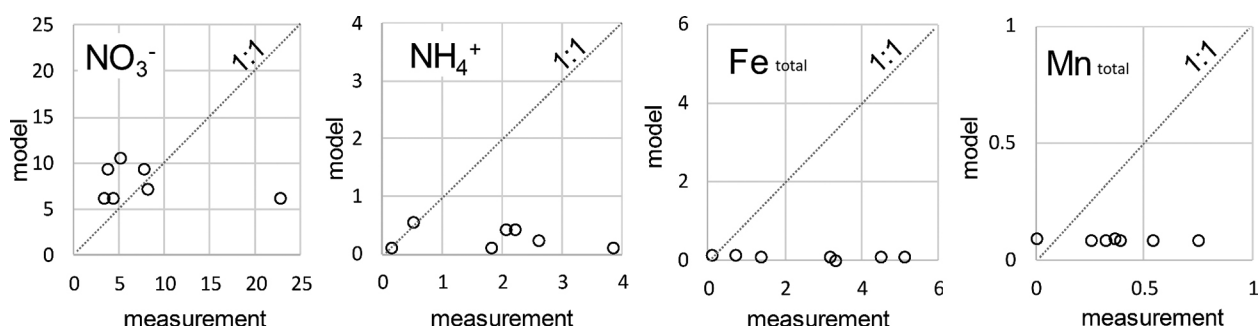 NO₃⁻
1:1
25
20
15
10
5
0
0 5 10 15 20 25
model
measurement
NH₄⁺
1:1
4
3
2
1
0
0 1 2 3 4
model
measurement
Fe total
1:1
6
4
2
0
0 2 4 6
model
measurement
Mn total
1:1
1
0.5
0
0 0.5 1
model
measurement